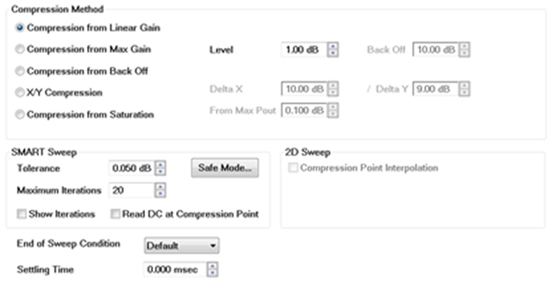 Compression Method
Compression from Linear Gain
Compression from Max Gain Level 1.00 dB Back Off 10.00 dB
Compression from Back Off
X/Y Compression Delta X 10.00 dB / Delta Y 9.00 dB
Compression from Saturation From Max Pout 0.100 dB
SMART Sweep 2D Sweep
Tolerance 0.050 dB Safe Mode... Compression Point Interpolation
Maximum Iterations 20
Show Iterations Read DC at Compression Point
End of Sweep Condition Default
Settling Time 0.000 msec